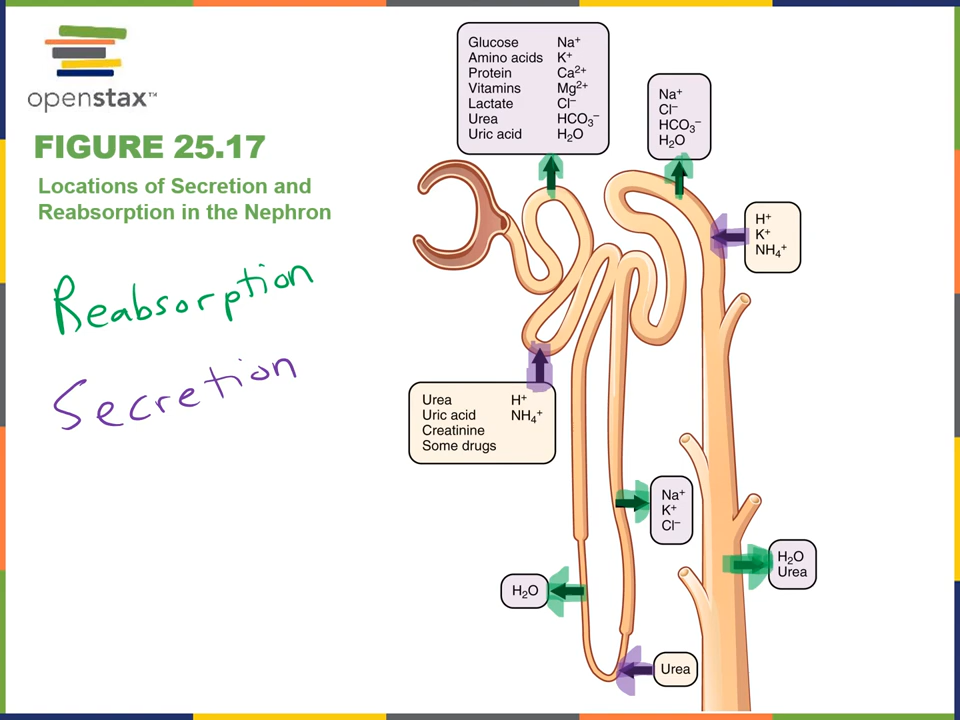 openstax™
FIGURE 25.17
Locations of Secretion and
Reabsorption in the Nephron
Reabsorption
Secretion
Glucose Na⁺
Amino acids K⁺
Protein Ca²⁺
Vitamins Mg²⁺
Lactate Cl⁻
Urea HCO₃⁻
Uric acid H₂O
Na⁺
Cl⁻
HCO₃⁻
H₂O
H⁺
K⁺
NH₄⁺
Urea H⁺
Uric acid NH₄⁺
Creatinine
Some drugs
Na⁺
K⁺
Cl⁻
H₂O
Urea
H₂O
Urea